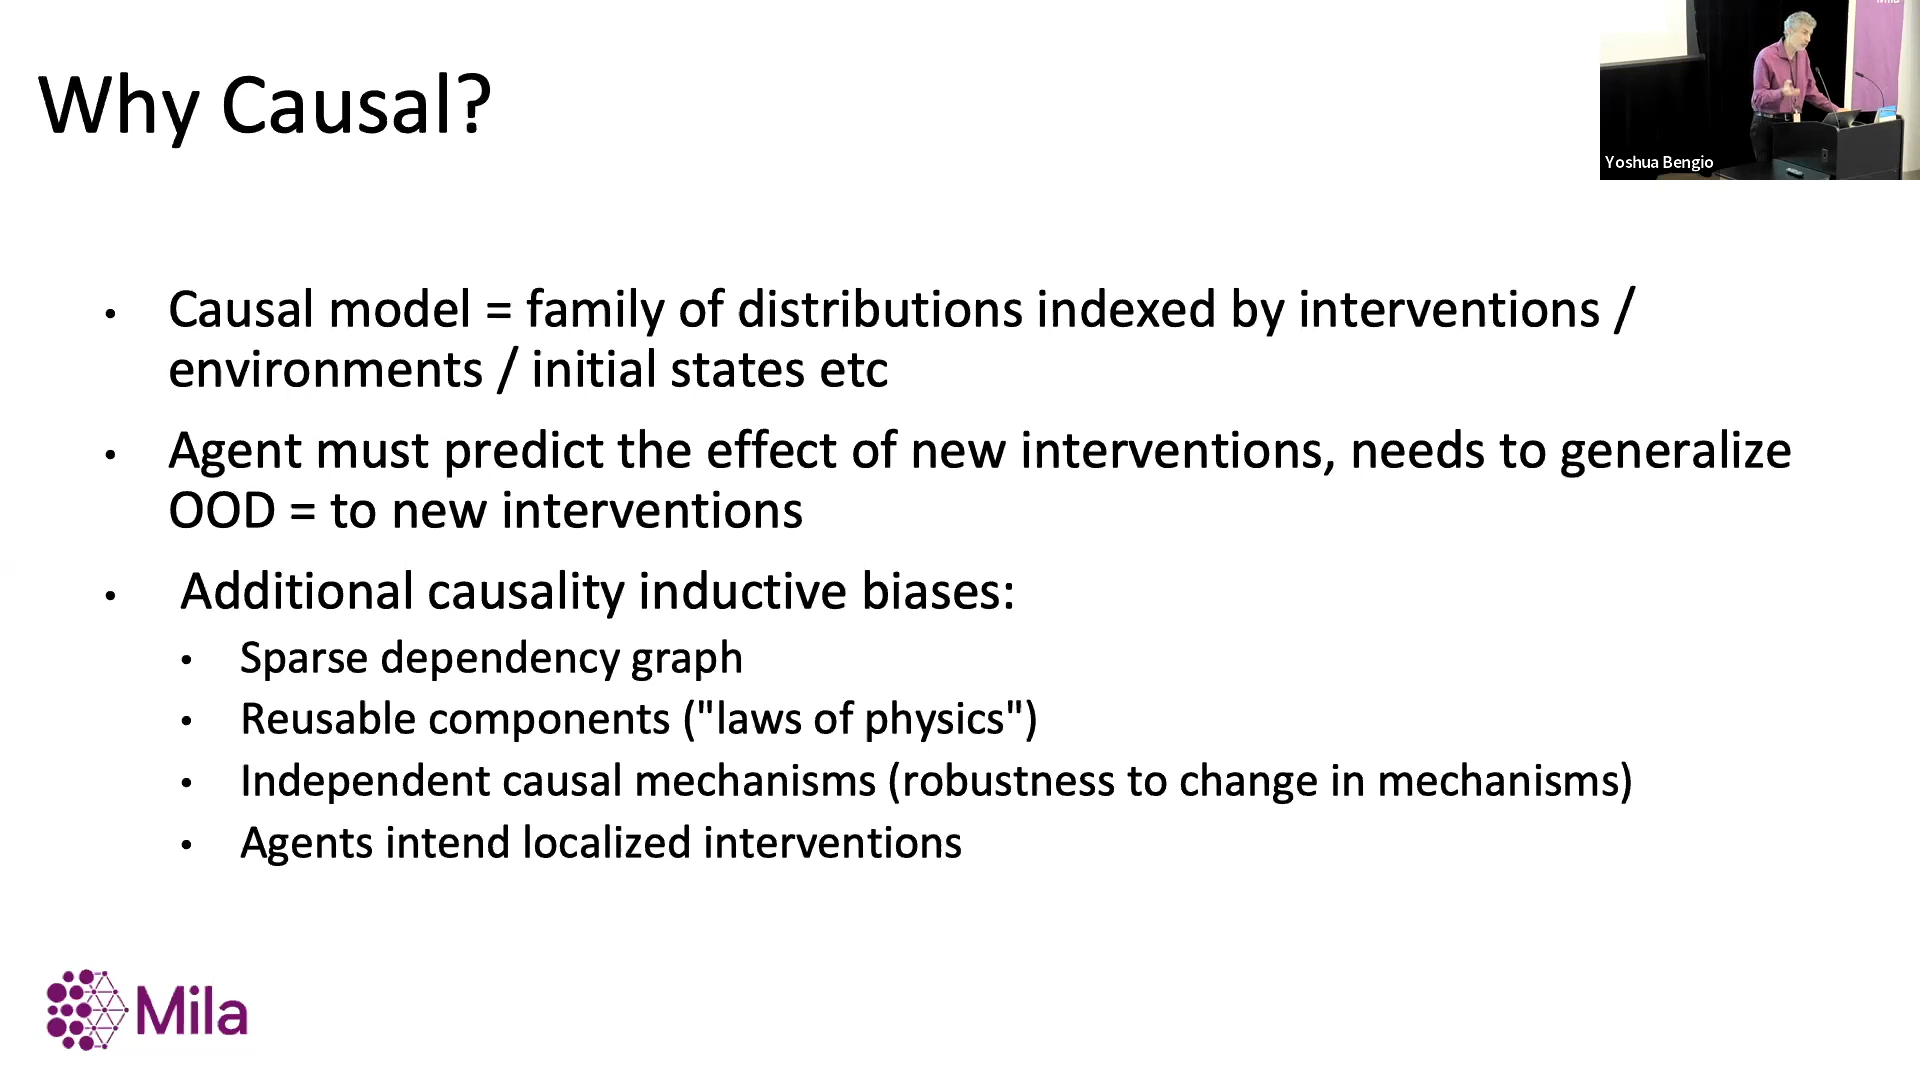 Why Causal?
Yoshua Bengio
• Causal model = family of distributions indexed by interventions /
environments / initial states etc
• Agent must predict the effect of new interventions, needs to generalize
OOD = to new interventions
• Additional causality inductive biases:
• Sparse dependency graph
• Reusable components ("laws of physics")
• Independent causal mechanisms (robustness to change in mechanisms)
• Agents intend localized interventions
Mila